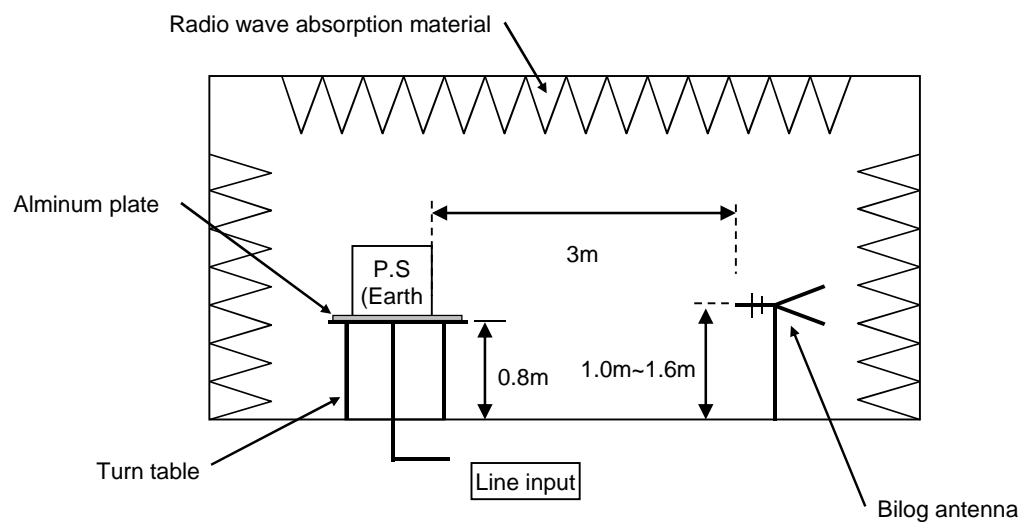 Radio wave absorption material
Alminum plate
P.S
(Earth
3m
0.8m
1.0m~1.6m
Turn table
Line input
Bilog antenna